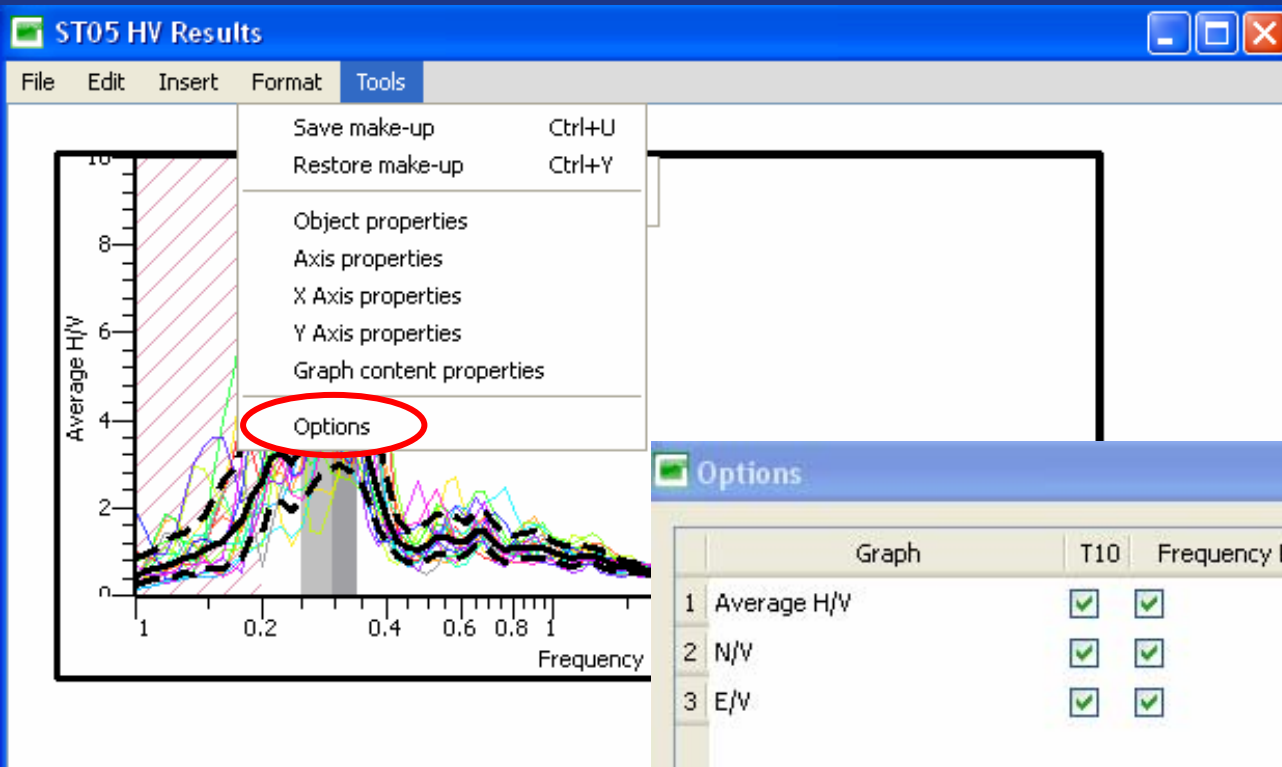 ST05 HV Results
File Edit Insert Format Tools
Save make-up Ctrl+U
Restore make-up Ctrl+Y
Object properties
Axis properties
X Axis properties
Y Axis properties
Graph content properties
Options
Average H/V
10
8
6
4
2
0
1 0.2 0.4 0.6 0.8 1
Frequency
Options
Graph T10 Frequency
1 Average H/V
2 N/V
3 E/V